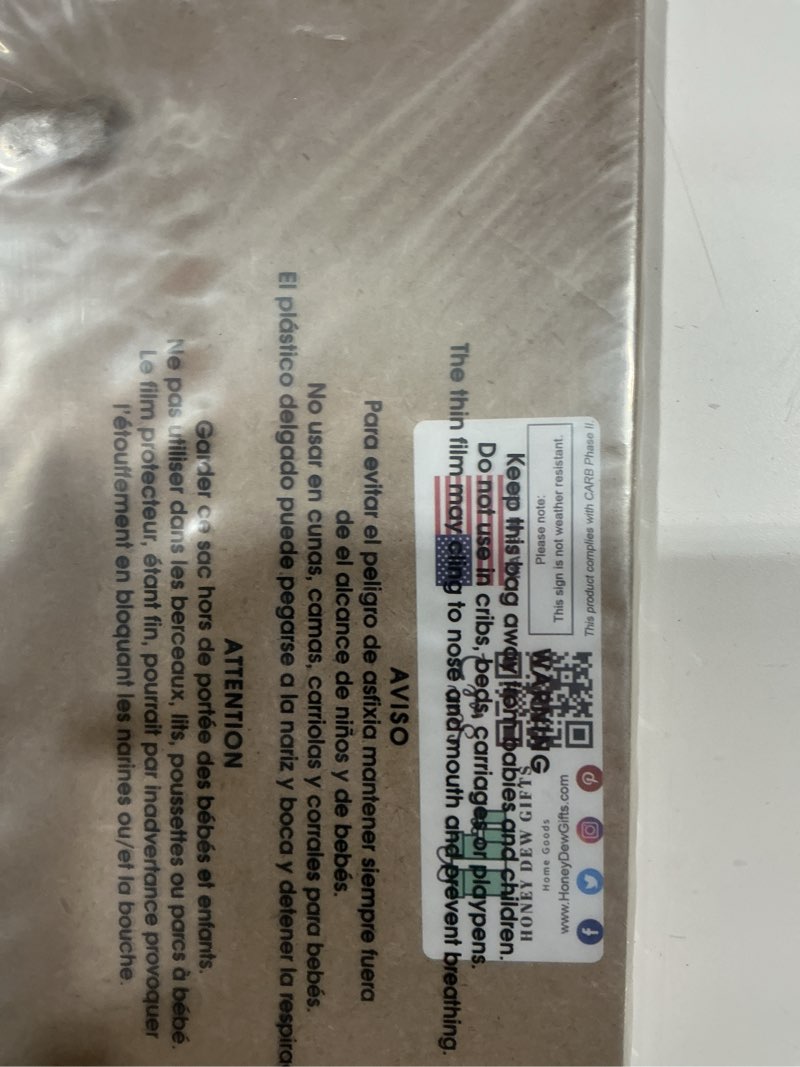 This product complies with CARB Phase II.
Please note:
This sign is not weather resistant.
www.HoneyDewGifts.com
Home Goods
HONEY DEW GIFTS
WARNING
Keep this bag away from babies and children.
Do not use in cribs, beds, carriages or playpens.
The thin film may cling to nose and mouth and prevent breathing.
AVISO
Para evitar el peligro de asfixia mantener siempre fuera
de el alcance de niños y de bebés.
No usar en cunas, camas, carriolas y corrales para bebés.
El plástico delgado puede pegarse a la nariz y boca y detener la respira
ATTENTION
Garder ce sac hors de portée des bébés et enfants.
Ne pas utiliser dans les berceaux, lits, poussettes ou parcs à bébé.
Le film protecteur, étant fin, pourrait par inadvertance provoquer
l'étouffement en bloquant les narines ou/et la bouche.